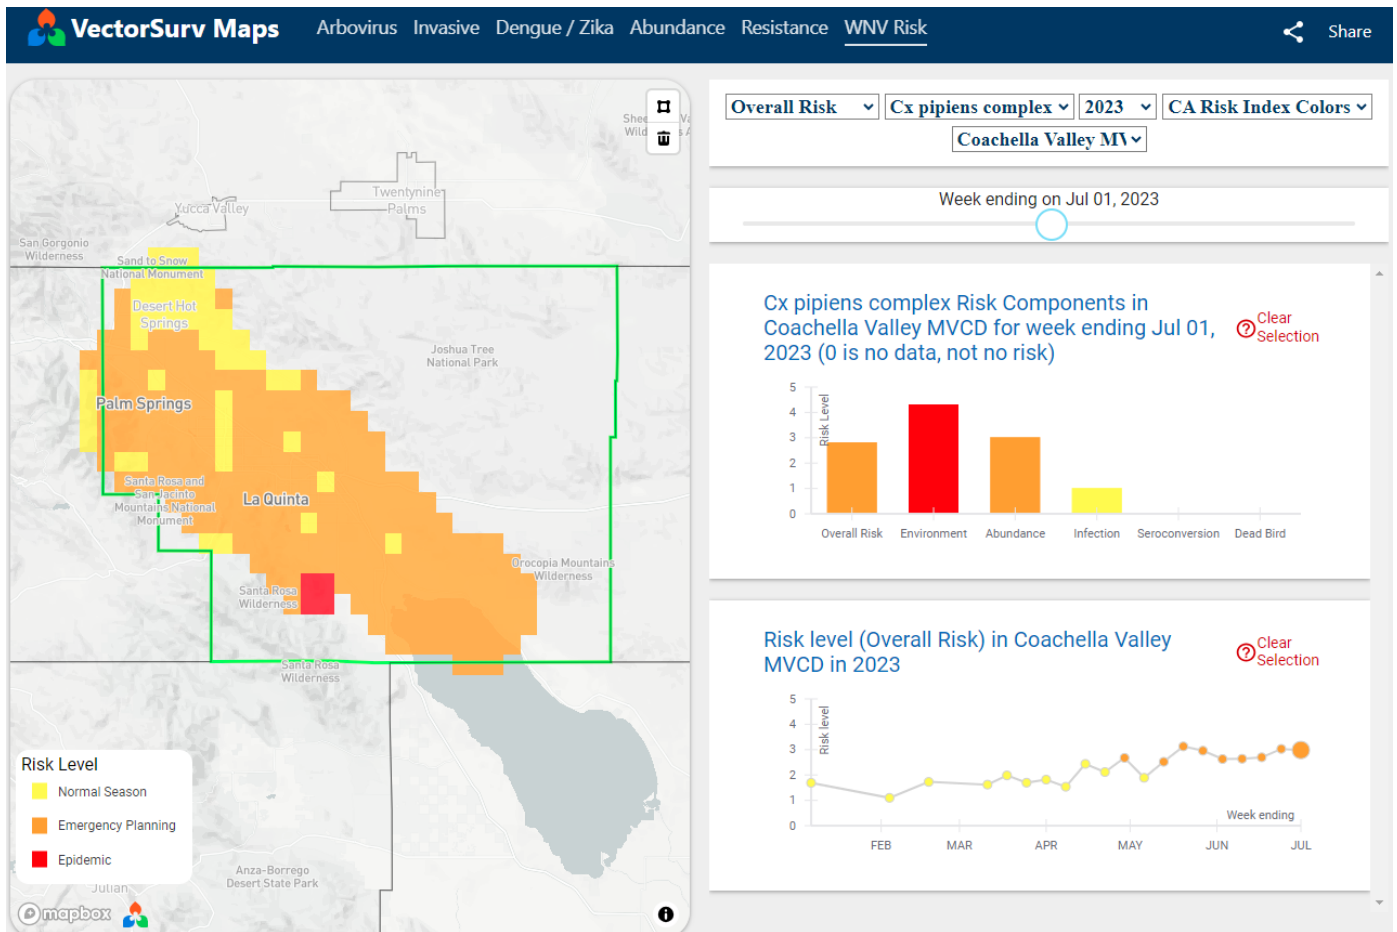 VectorSurv Maps
Arbovirus Invasive Dengue / Zika Abundance Resistance WNV Risk
Share
Overall Risk Cx pipiens complex 2023 CA Risk Index Colors
Coachella Valley MV
Week ending on Jul 01, 2023
Cx pipiens complex Risk Components in
Coachella Valley MVCD for week ending Jul 01,
2023 (0 is no data, not no risk)
Clear
Selection
5
4
3
2
1
0
Risk Level
Overall Risk Environment Abundance Infection Seroconversion Dead Bird
Risk level (Overall Risk) in Coachella Valley
MVCD in 2023
Clear
Selection
5
4
3
2
1
0
Risk level
Week ending
FEB MAR APR MAY JUN JUL
Twentynine
Palms
Yucca Valley
San Gorgonio
Wilderness
Sand to Snow
National Monument
Desert Hot
Springs
Joshua Tree
National Park
Palm Springs
Santa Rosa and
San Jacinto
Mountains National
Monument
La Quinta
Orocopia Mountains
Wilderness
Santa Rosa
Wilderness
Santa Rosa
Wilderness
Risk Level
Normal Season
Emergency Planning
Epidemic
Julian
Anza-Borrego
Desert State Park
mapbox